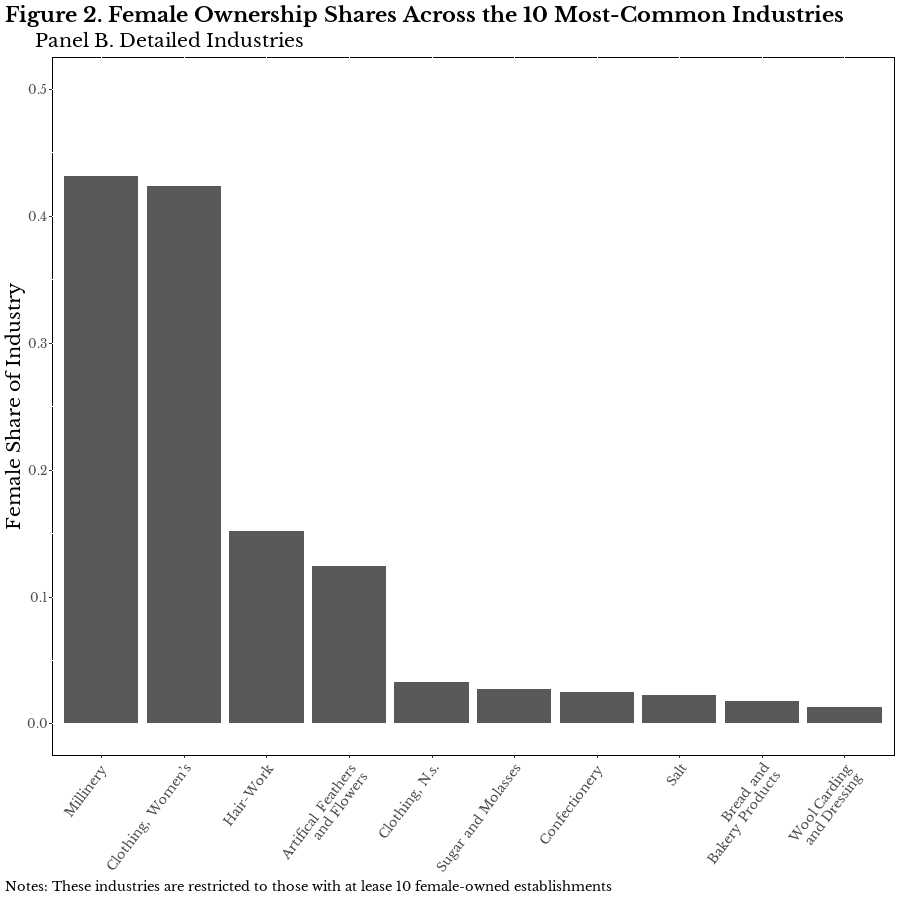 Figure 2. Female Ownership Shares Across the 10 Most-Common Industries
Panel B. Detailed Industries
Female Share of Industry
0.5
0.4
0.3
0.2
0.1
0.0
Millinery
Clothing, Women's
Hair-Work
Artifical Feathers
and Flowers
Clothing, N.s.
Sugar and Molasses
Confectionery
Salt
Bread and
Bakery Products
Wool Carding
and Dressing
Notes: These industries are restricted to those with at lease 10 female-owned establishments